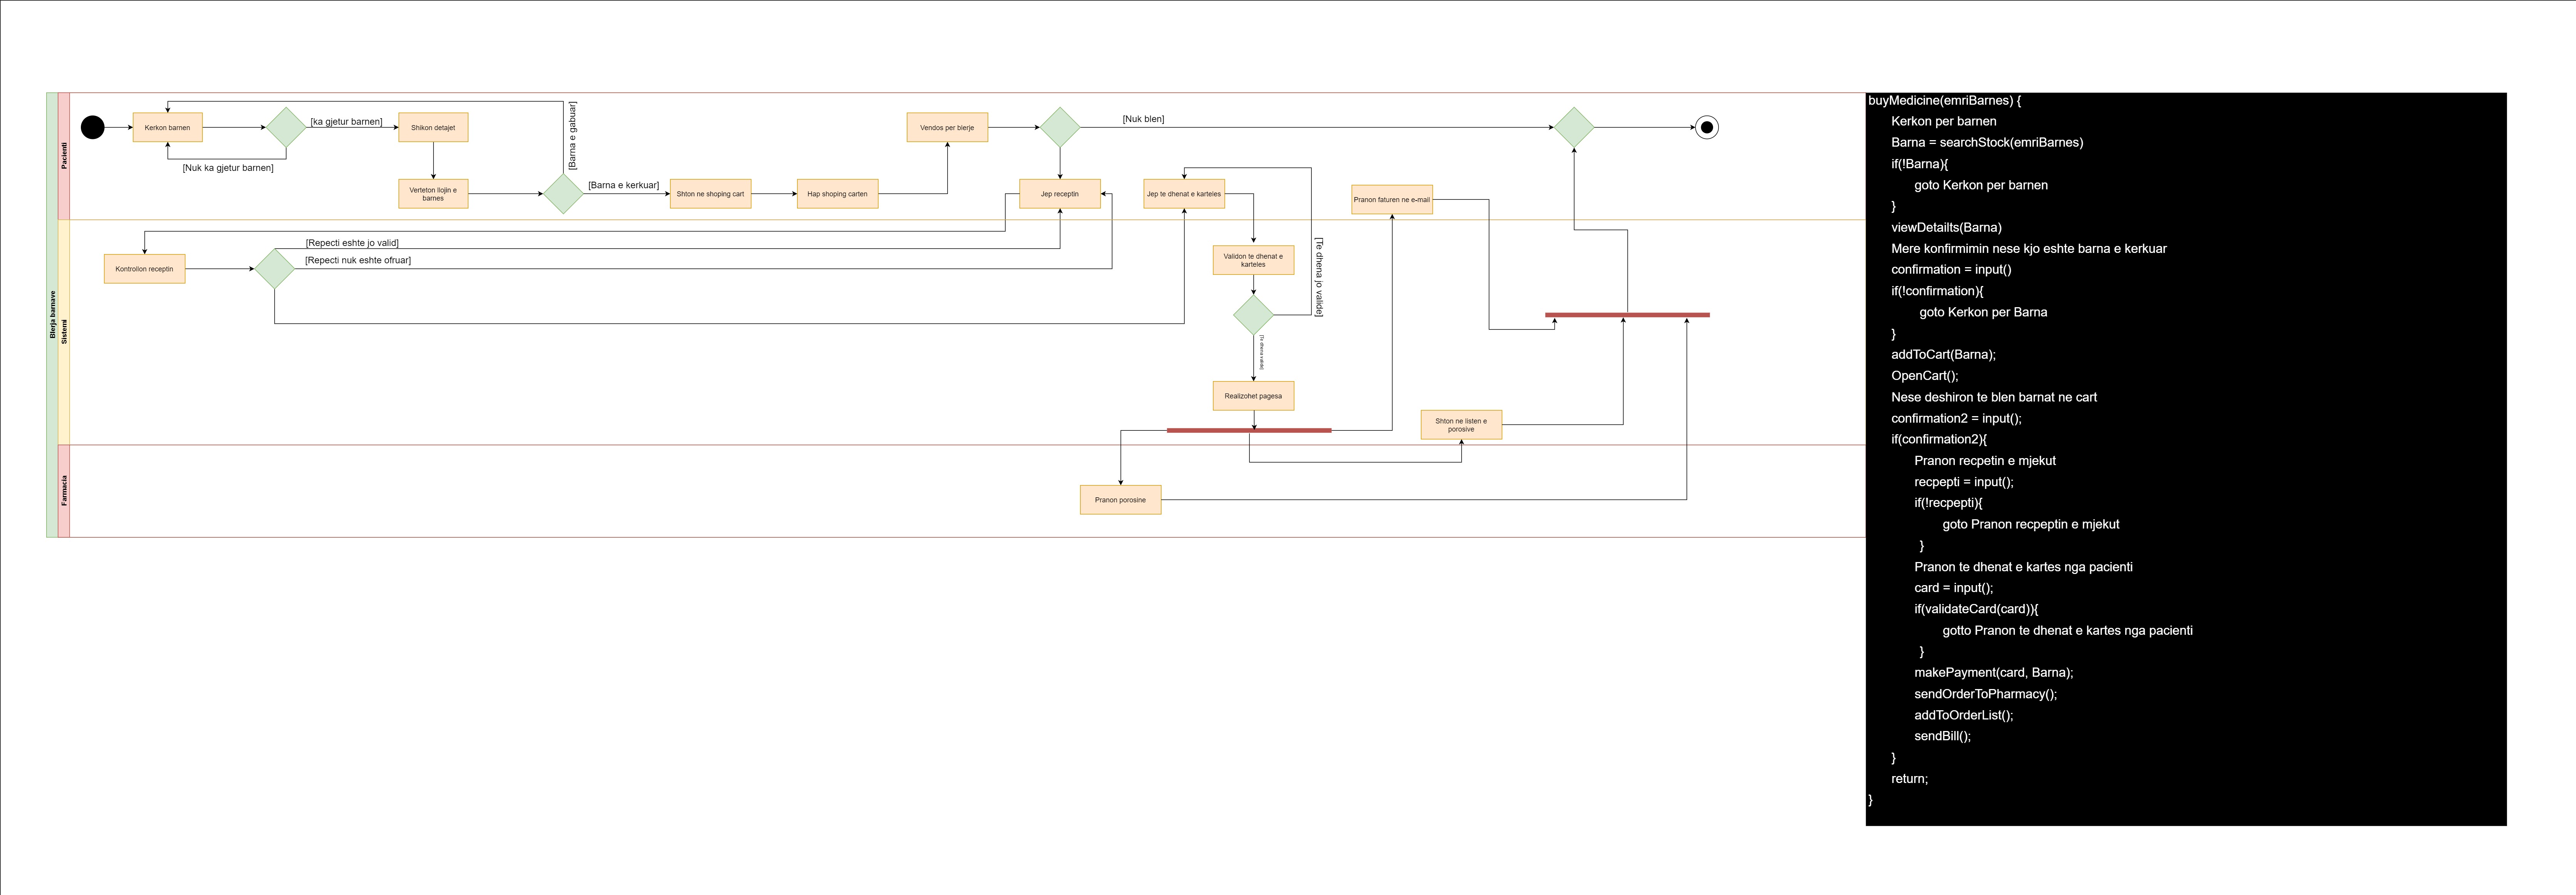 Blerja barnave
Pacienti
Sistemi
Farmacia
Kerkon barnen
[ka gjetur barnen]
[Nuk ka gjetur barnen]
Shikon detajet
Verteton llojin e
barnes
[Barna e gabuar]
[Barna e kerkuar]
Shton ne shoping cart
Hap shoping carten
Vendos per blerje
[Nuk blen]
Jep receptin
Jep te dhenat e karteles
Pranon faturen ne e-mail
Kontrollon receptin
[Repecti eshte jo valid]
[Repecti nuk eshte ofruar]
Validon te dhenat e
karteles
[Te dhena jo valide]
[Te dhena valide]
Realizohet pagesa
Shton ne listen e
porosive
Pranon porosine
buyMedicine(emriBarnes) {
Kerkon per barnen
Barna = searchStock(emriBarnes)
if(!Barna){
goto Kerkon per barnen
}
viewDetailts(Barna)
Mere konfirmimin nese kjo eshte barna e kerkuar
confirmation = input()
if(!confirmation){
goto Kerkon per Barna
}
addToCart(Barna);
OpenCart();
Nese deshiron te blen barnat ne cart
confirmation2 = input();
if(confirmation2){
Pranon recpetin e mjekut
recpepti = input();
if(!recpepti){
goto Pranon recpeptin e mjekut
}
Pranon te dhenat e kartes nga pacienti
card = input();
if(validateCard(card)){
gotto Pranon te dhenat e kartes nga pacienti
}
makePayment(card, Barna);
sendOrderToPharmacy();
addToOrderList();
sendBill();
}
return;
}